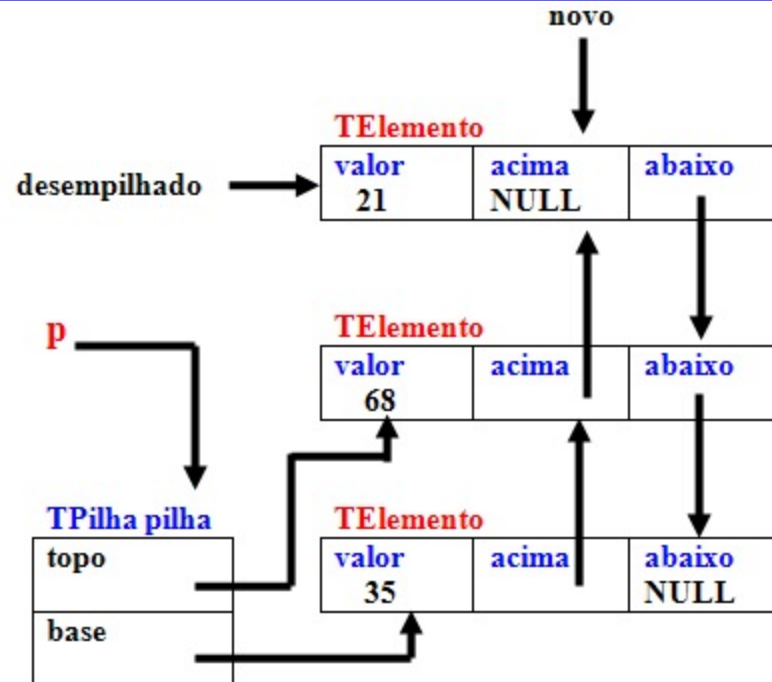 novo
TElemento
valor acima abaixo
21 NULL
desempilhado
TElemento
valor acima abaixo
68
p
TPilha pilha
topo
base
TElemento
valor acima abaixo
35 NULL